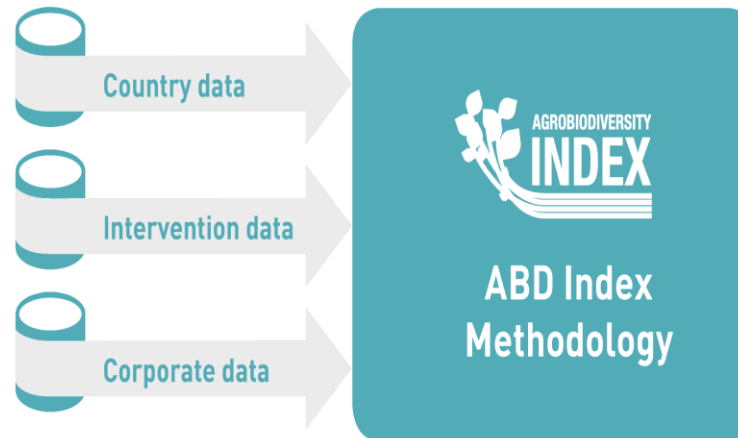 Country data
Intervention data
Corporate data
AGROBIODIVERSITY
INDEX
ABD Index
Methodology